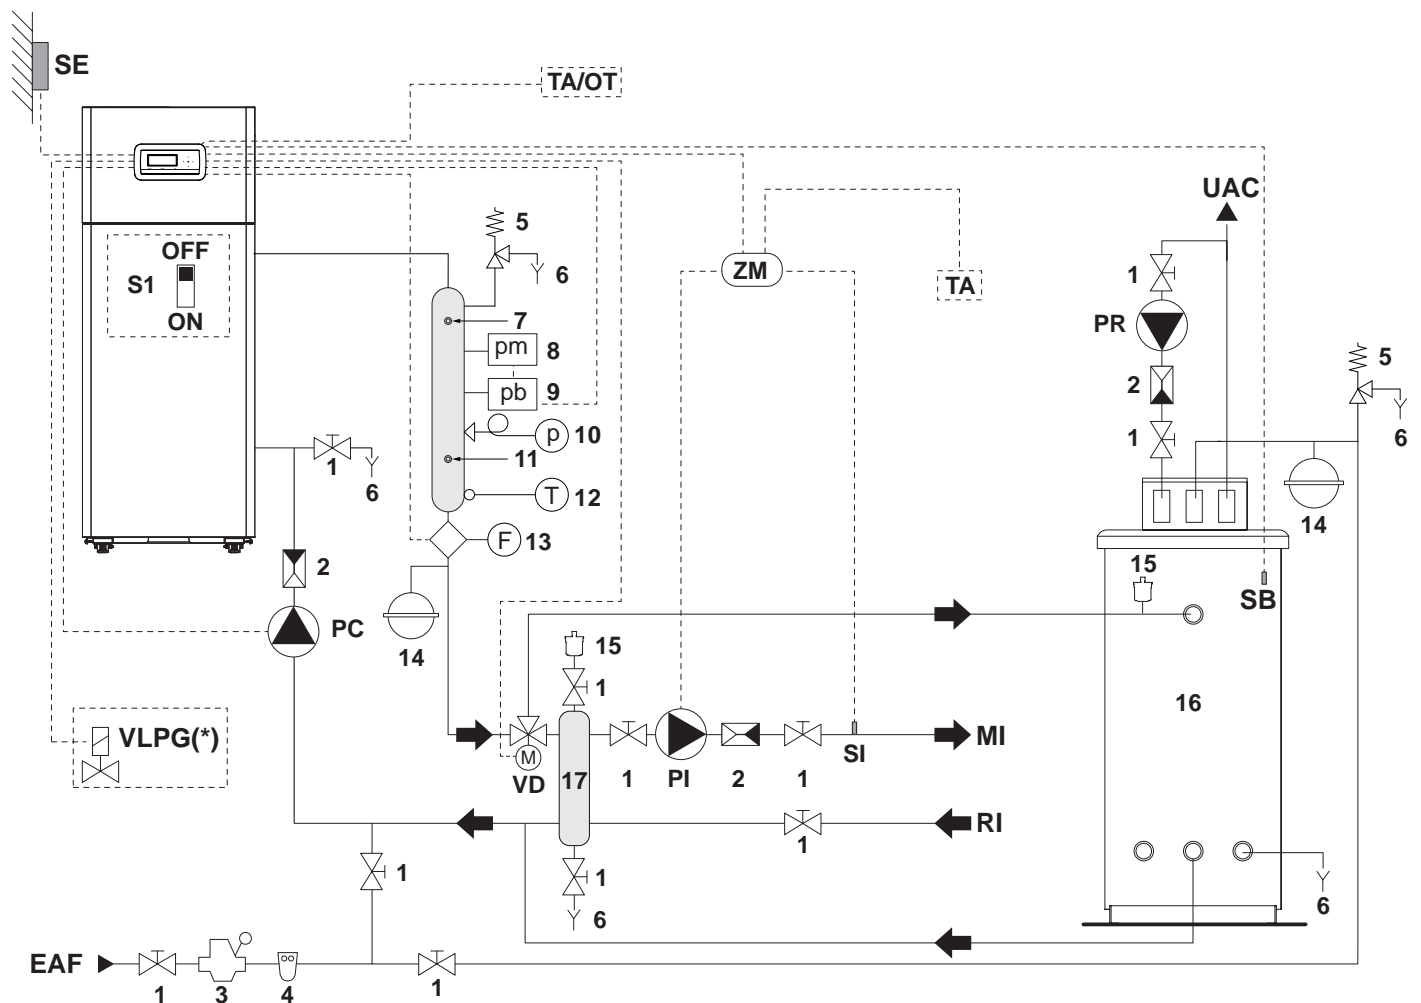 SE
TA/OT
UAC
OFF
S1
ON
5
6
ZM
TA
1
PR
5
7
pm 8
pb 9
p 10
11
T 12
F 13
2
1
6
1
6
14
2
PC
14
15
1
15
SB
16
VLPG(*)
M
VD
17
1
PI
2
1
SI
MI
1
RI
1
1
6
6
EAF
1
3
4
1